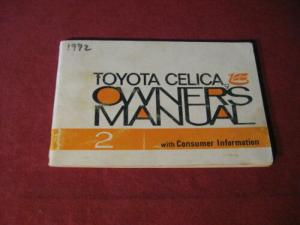 1972
TOYOTA CELICA
OWNERS
MANUAL
2
with Consumer Information